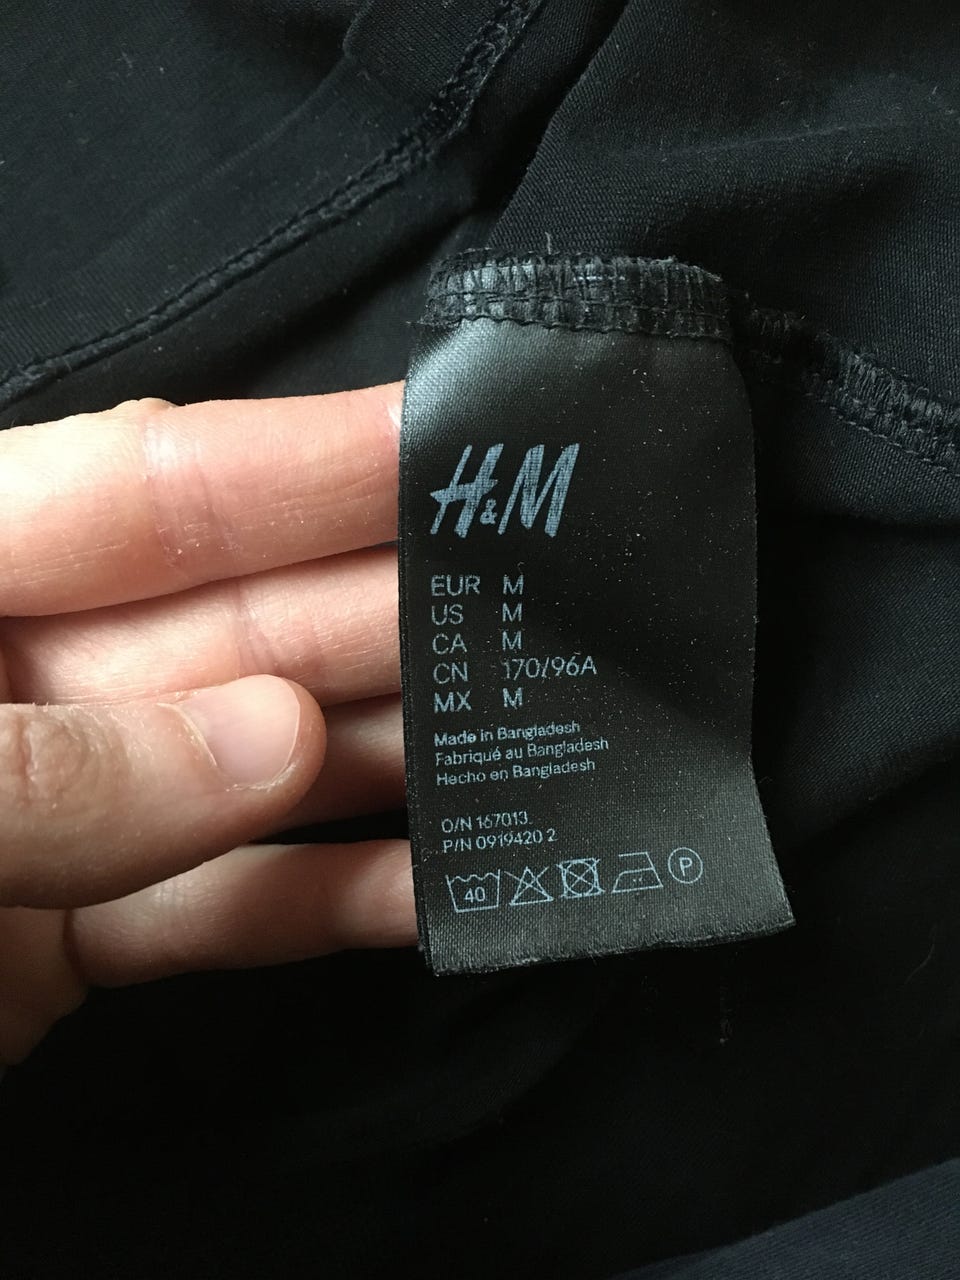 H&M
EUR M
US M
CA M
CN 170/96A
MX M
Made in Bangladesh
Fabriqué au Bangladesh
Hecho en Bangladesh
O/N 167013
P/N 0919420 2
40 P